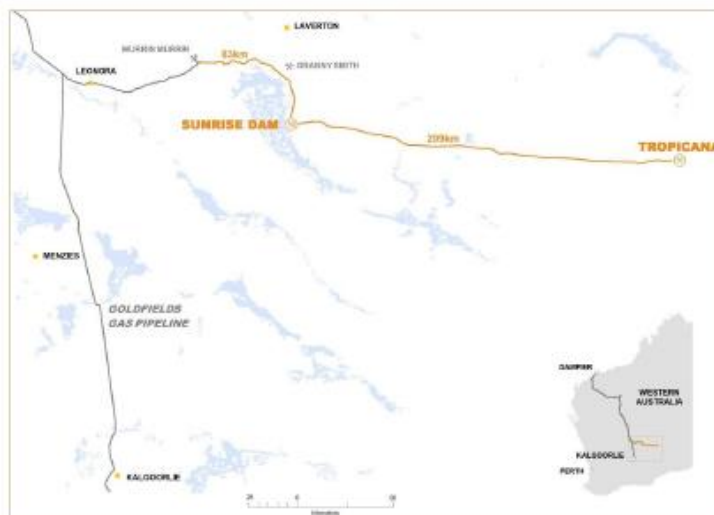 LAVERTON
MURRIN MURRIN
83km
GRANNY SMITH
LEONORA
SUNRISE DAM
209km
TROPICANA
MENZIES
GOLDFIELDS
GAS PIPELINE
DAMPIER
WESTERN
AUSTRALIA
KALGOORLIE
PERTH
KALGOORLIE